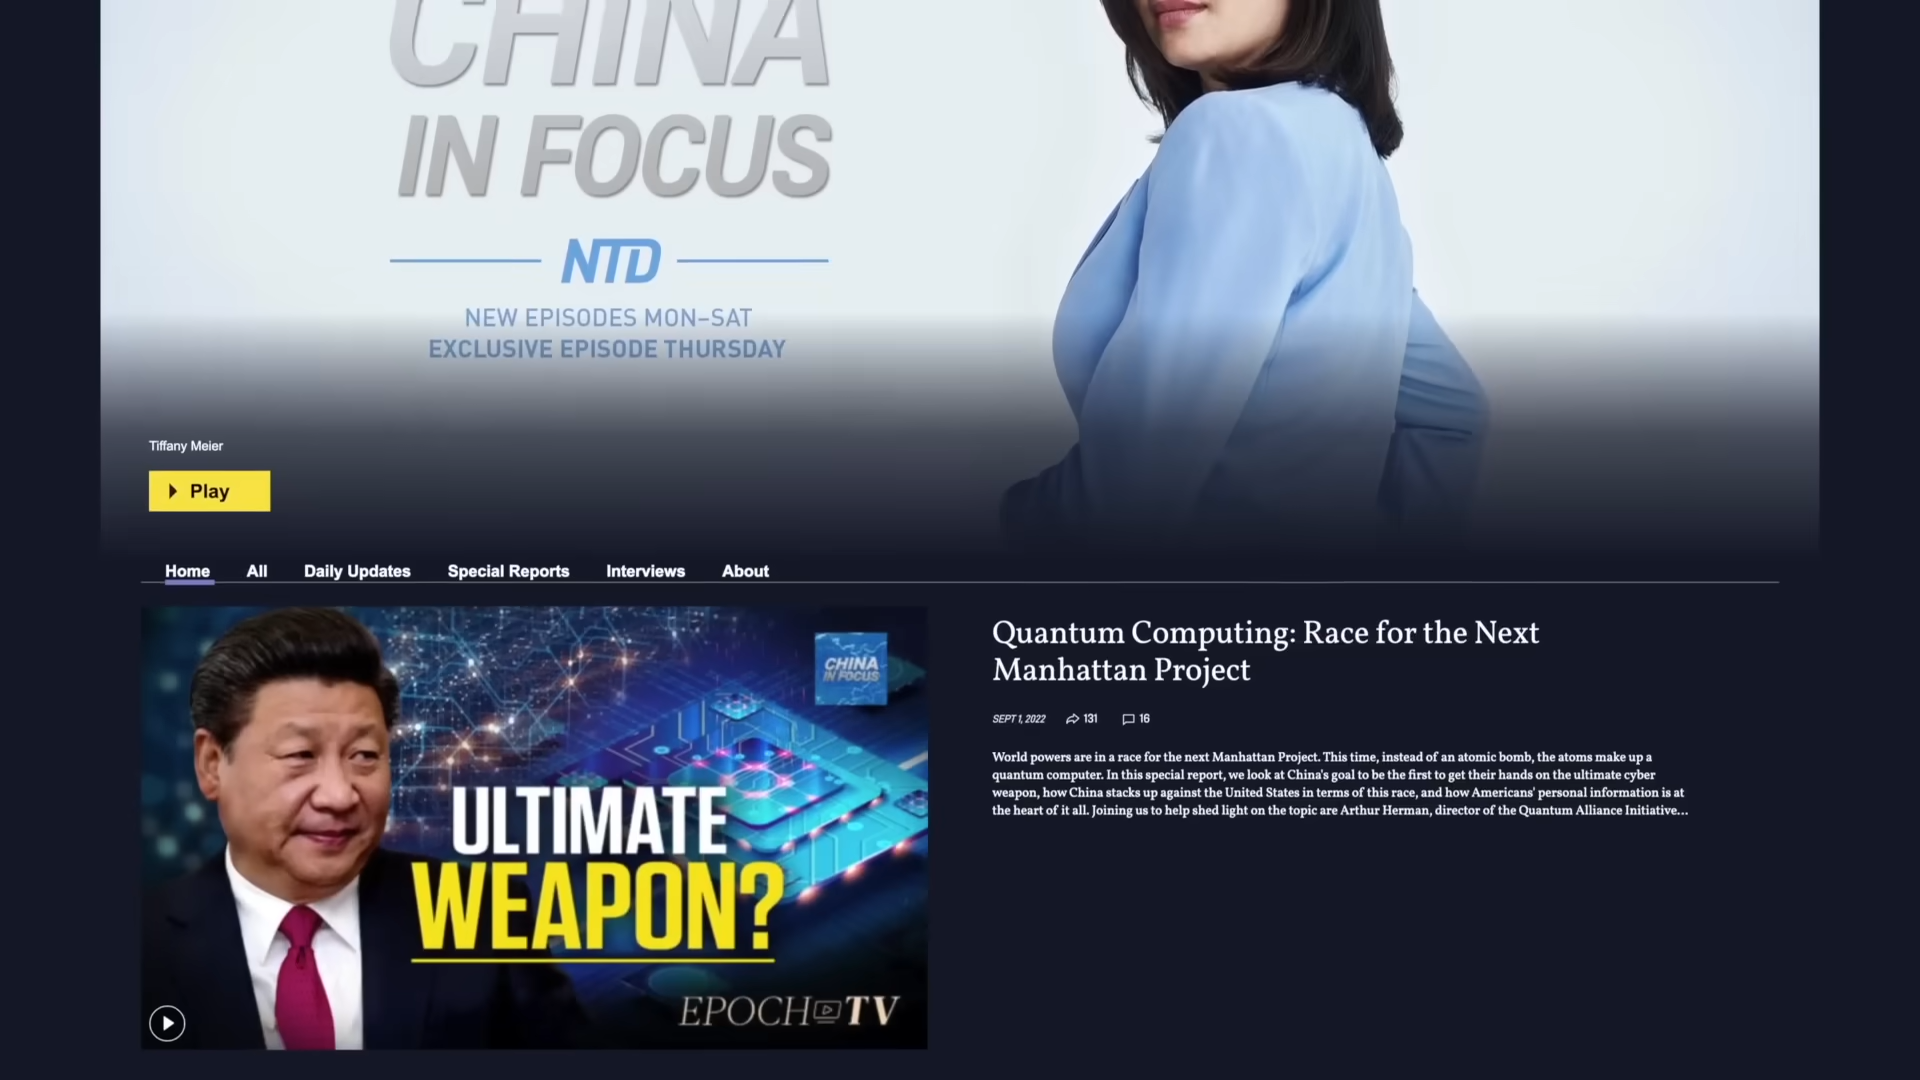 CHINA
IN FOCUS
NTD
NEW EPISODES MON–SAT
EXCLUSIVE EPISODE THURSDAY
Tiffany Meier
Play
Home All Daily Updates Special Reports Interviews About
CHINA
IN FOCUS
ULTIMATE
WEAPON?
EPOCH TV
Quantum Computing: Race for the Next
Manhattan Project
SEPT 1, 2022 131 16
World powers are in a race for the next Manhattan Project. This time, instead of an atomic bomb, the atoms make up a
quantum computer. In this special report, we look at China's goal to be the first to get their hands on the ultimate cyber
weapon, how China stacks up against the United States in terms of this race, and how Americans' personal information is at
the heart of it all. Joining us to help shed light on the topic are Arthur Herman, director of the Quantum Alliance Initiative...